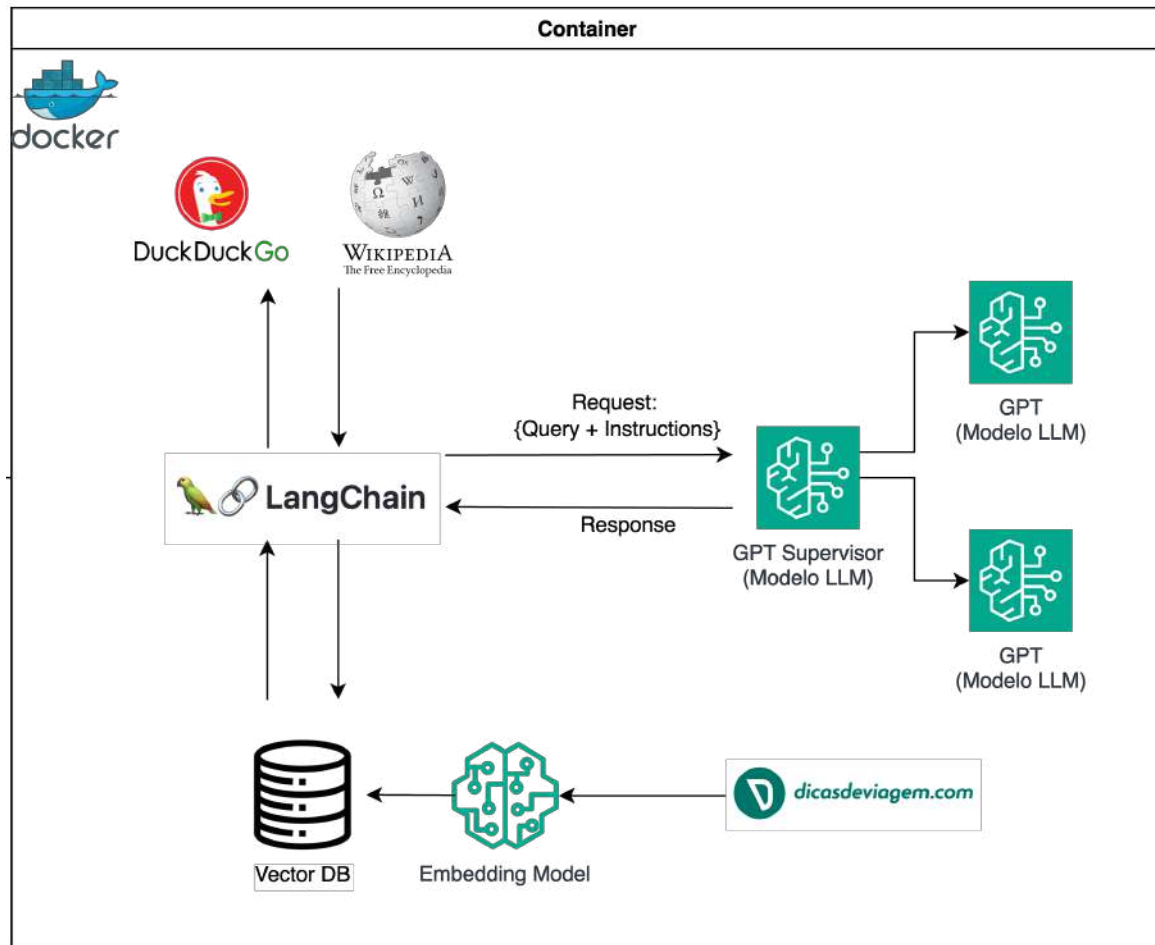 Container
docker
DuckDuckGo
WIKIPEDIA
The Free Encyclopedia
Request:
{Query + Instructions}
GPT
(Modelo LLM)
LangChain
Response
GPT Supervisor
(Modelo LLM)
GPT
(Modelo LLM)
dicasdeviagem.com
Vector DB
Embedding Model